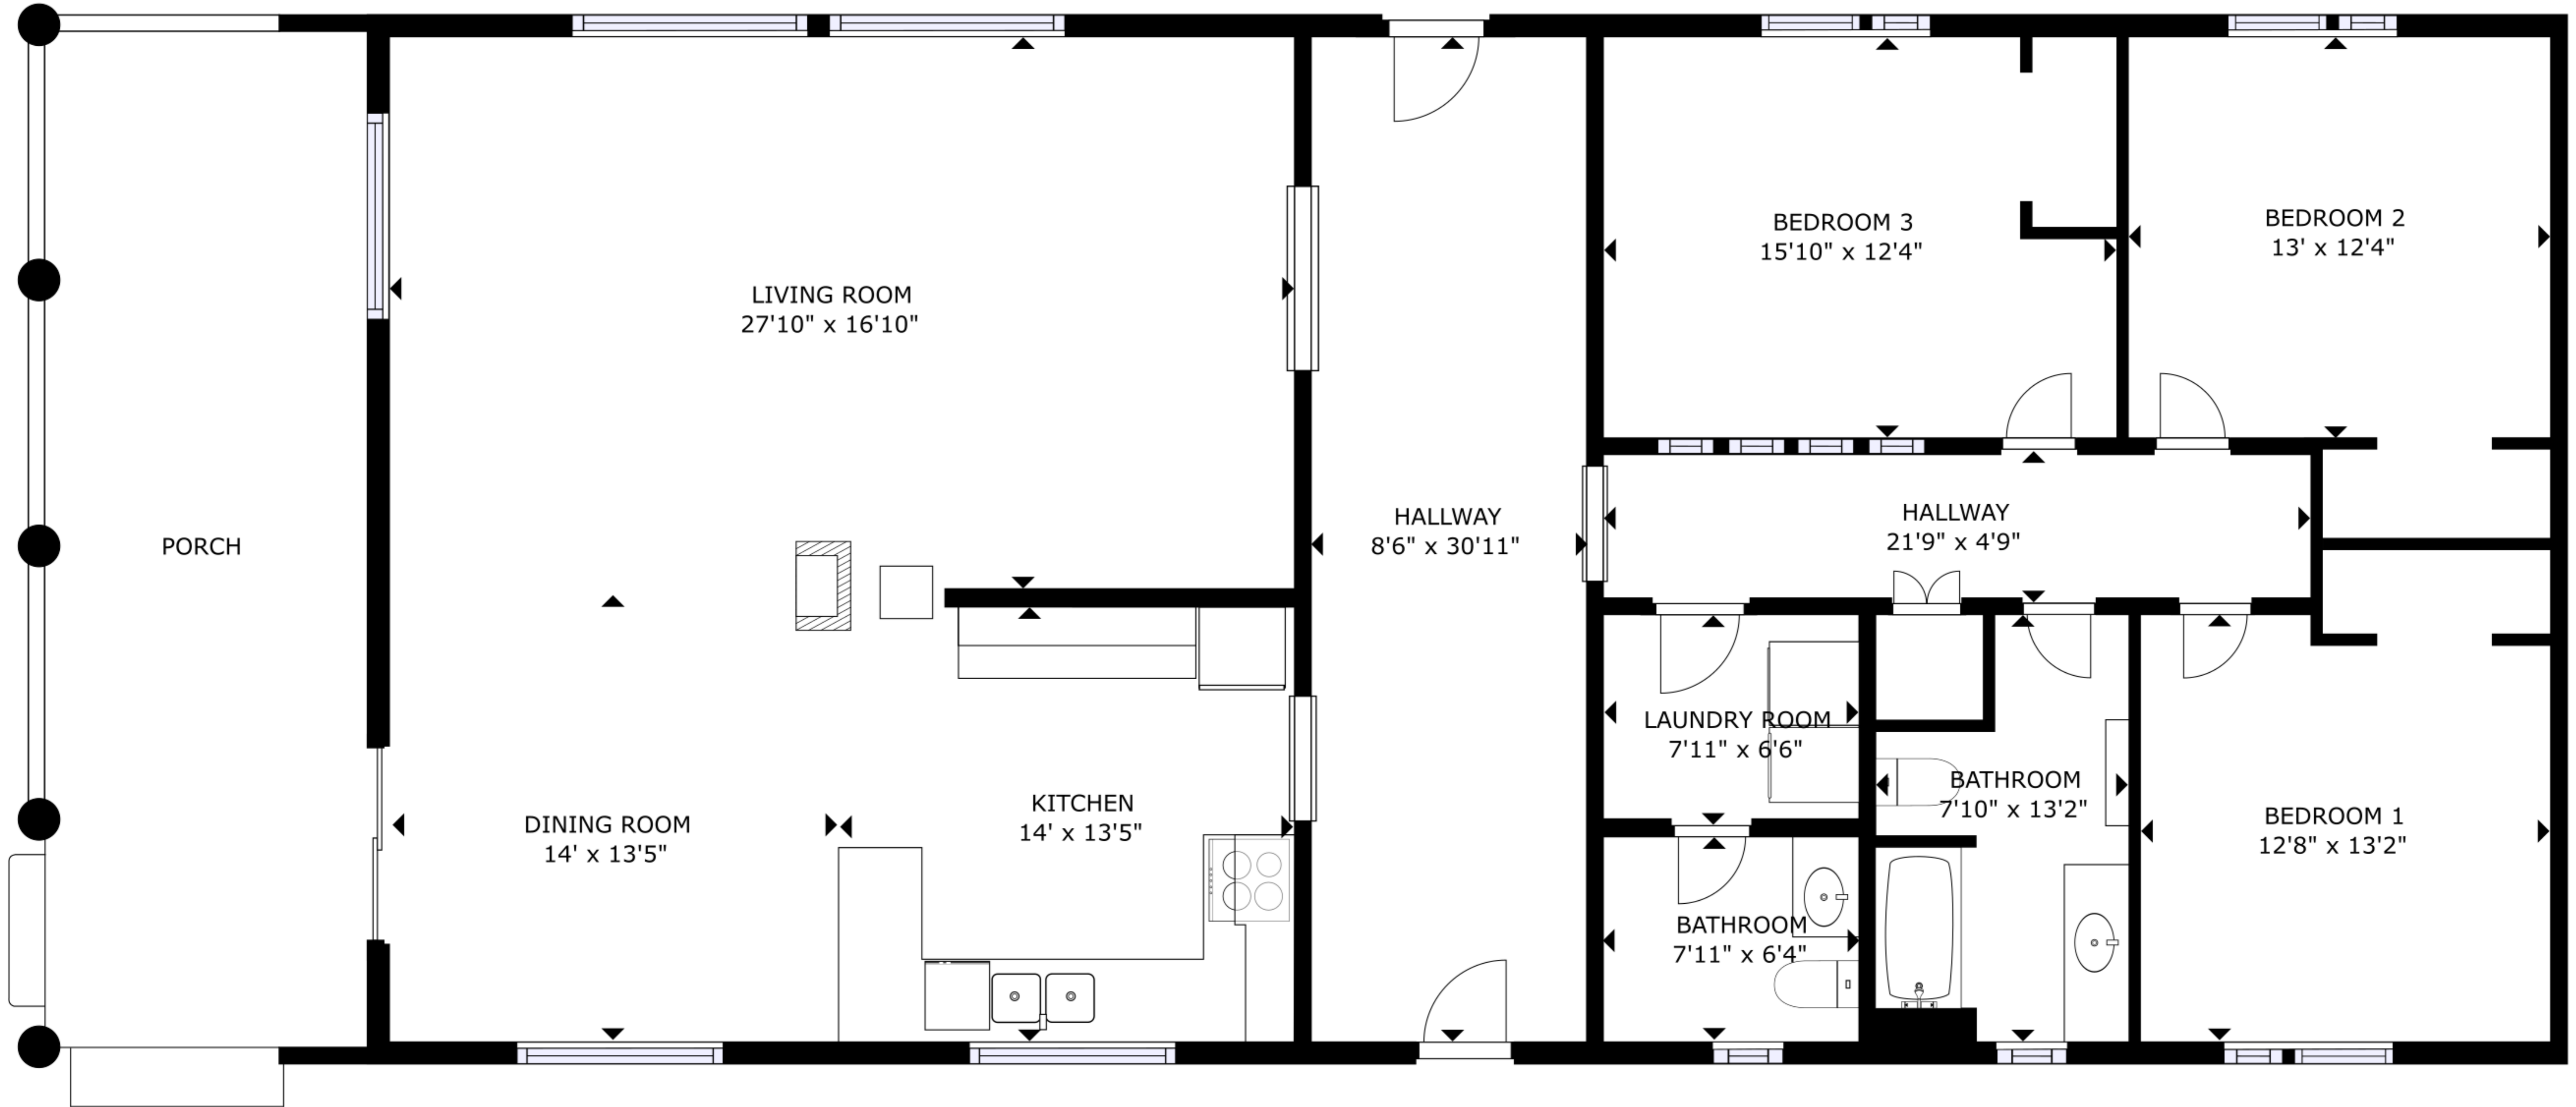 LIVING ROOM
27'10" x 16'10"
BEDROOM 3
15'10" x 12'4"
BEDROOM 2
13' x 12'4"
PORCH
HALLWAY
8'6" x 30'11"
HALLWAY
21'9" x 4'9"
DINING ROOM
14' x 13'5"
KITCHEN
14' x 13'5"
LAUNDRY ROOM
7'11" x 6'6"
BATHROOM
7'10" x 13'2"
BEDROOM 1
12'8" x 13'2"
BATHROOM
7'11" x 6'4"